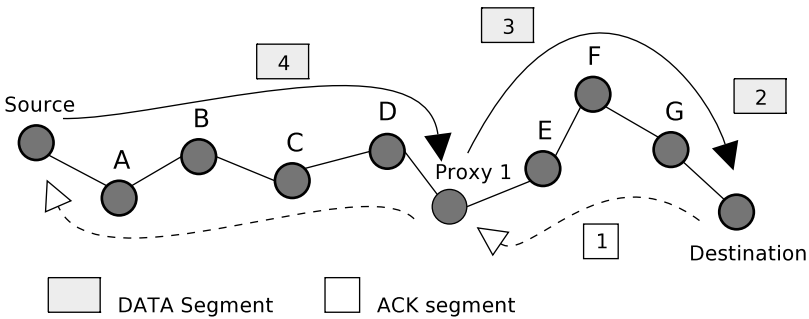 3
F
4
2
Source
D
B
G
E
C
A
Proxy 1
1
Destination
DATA Segment
ACK segment